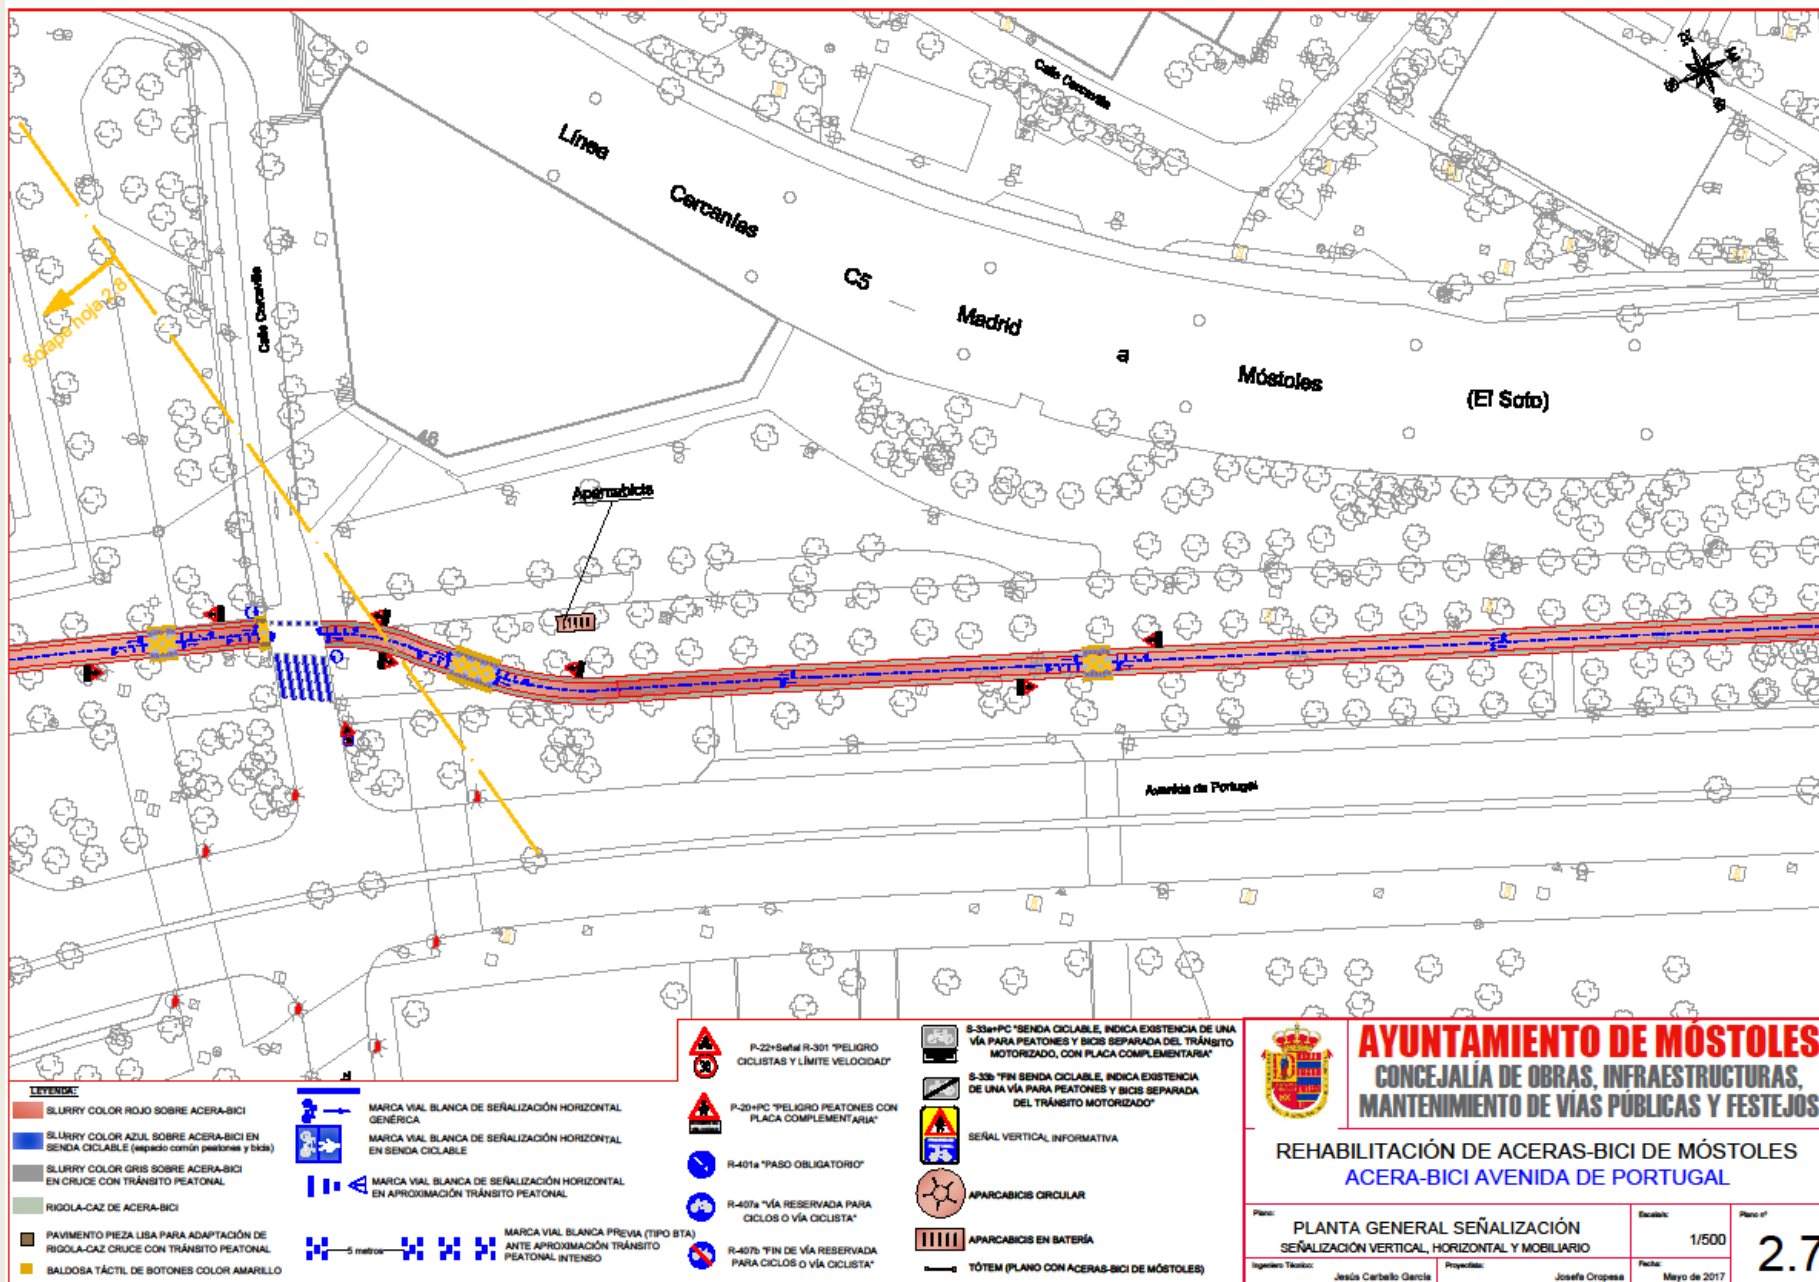 Calle Cercavilla
Línea
Cercanías
C5
Madrid
a
Móstoles
(El Soto)
Solape hoja 2.8
Calle Cercavilla
46
Aparcabicis
Avenida de Portugal
LEYENDA:
SLURRY COLOR ROJO SOBRE ACERA-BICI
SLURRY COLOR AZUL SOBRE ACERA-BICI EN
SENDA CICLABLE (espacio común peatones y bicis)
SLURRY COLOR GRIS SOBRE ACERA-BICI
EN CRUCE CON TRÁNSITO PEATONAL
RIGOLA-CAZ DE ACERA-BICI
PAVIMENTO PIEZA LISA PARA ADAPTACIÓN DE
RIGOLA-CAZ CRUCE CON TRÁNSITO PEATONAL
BALDOSA TÁCTIL DE BOTONES COLOR AMARILLO
MARCA VIAL BLANCA DE SEÑALIZACIÓN HORIZONTAL
GENÉRICA
MARCA VIAL BLANCA DE SEÑALIZACIÓN HORIZONTAL
EN SENDA CICLABLE
MARCA VIAL BLANCA DE SEÑALIZACIÓN HORIZONTAL
EN APROXIMACIÓN TRÁNSITO PEATONAL
5 metros
MARCA VIAL BLANCA PREVIA (TIPO BTA)
ANTE APROXIMACIÓN TRÁNSITO
PEATONAL INTENSO
P-22+Señal R-301 "PELIGRO
CICLISTAS Y LÍMITE VELOCIDAD"
30
P-20+PC "PELIGRO PEATONES CON
PLACA COMPLEMENTARIA"
R-401a "PASO OBLIGATORIO"
R-407a "VÍA RESERVADA PARA
CICLOS O VÍA CICLISTA"
R-407b "FIN DE VÍA RESERVADA
PARA CICLOS O VÍA CICLISTA"
S-33a+PC "SENDA CICLABLE, INDICA EXISTENCIA DE UNA
VÍA PARA PEATONES Y BICIS SEPARADA DEL TRÁNSITO
MOTORIZADO, CON PLACA COMPLEMENTARIA"
S-33b "FIN SENDA CICLABLE, INDICA EXISTENCIA
DE UNA VÍA PARA PEATONES Y BICIS SEPARADA
DEL TRÁNSITO MOTORIZADO"
SEÑAL VERTICAL INFORMATIVA
APARCABICIS CIRCULAR
APARCABICIS EN BATERÍA
TÓTEM (PLANO CON ACERAS-BICI DE MÓSTOLES)
AYUNTAMIENTO DE MÓSTOLES
CONCEJALÍA DE OBRAS, INFRAESTRUCTURAS,
MANTENIMIENTO DE VÍAS PÚBLICAS Y FESTEJOS
REHABILITACIÓN DE ACERAS-BICI DE MÓSTOLES
ACERA-BICI AVENIDA DE PORTUGAL
Plano:
PLANTA GENERAL SEÑALIZACIÓN
SEÑALIZACIÓN VERTICAL, HORIZONTAL Y MOBILIARIO
Escala/s:
1/500
Plano nº
2.7
Ingeniero Técnico:
Jesús Carballo García
Proyectista:
Josefa Oropesa
Fecha:
Mayo de 2017